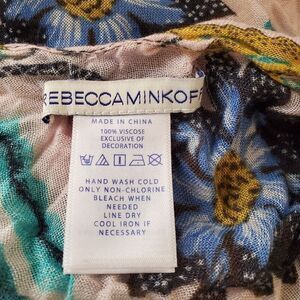 REBECCAMINKOFF
MADE IN CHINA
100% VISCOSE
EXCLUSIVE OF
DECORATION
HAND WASH COLD
ONLY NON-CHLORINE
BLEACH WHEN
NEEDED
LINE DRY
COOL IRON IF
NECESSARY